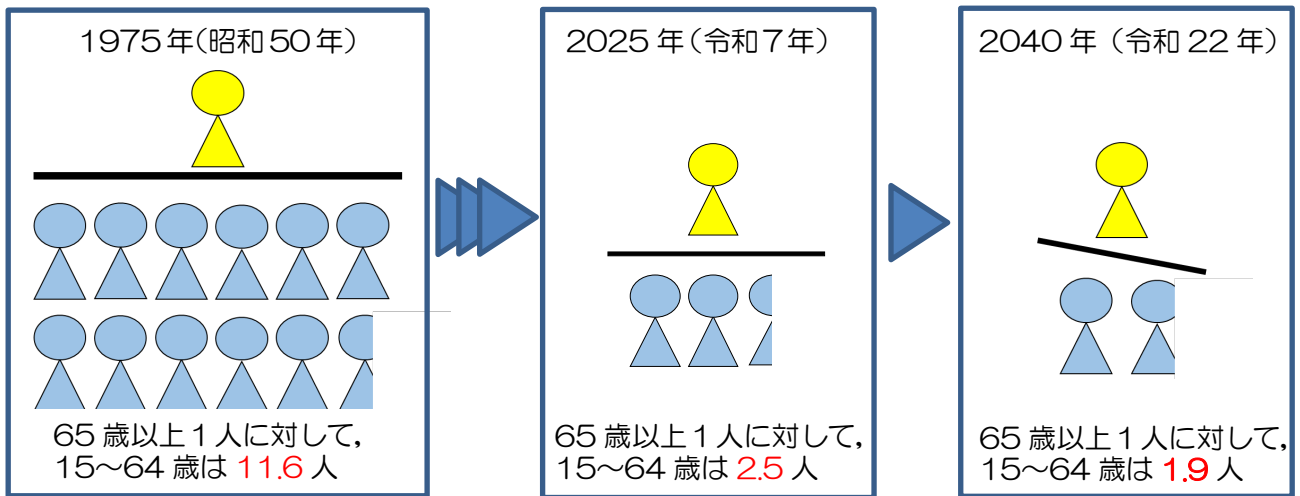 1975年(昭和50年)
65歳以上1人に対して,
15～64歳は 11.6 人
2025年(令和7年)
65歳以上1人に対して,
15～64歳は 2.5 人
2040年(令和22年)
65歳以上1人に対して,
15～64歳は 1.9 人